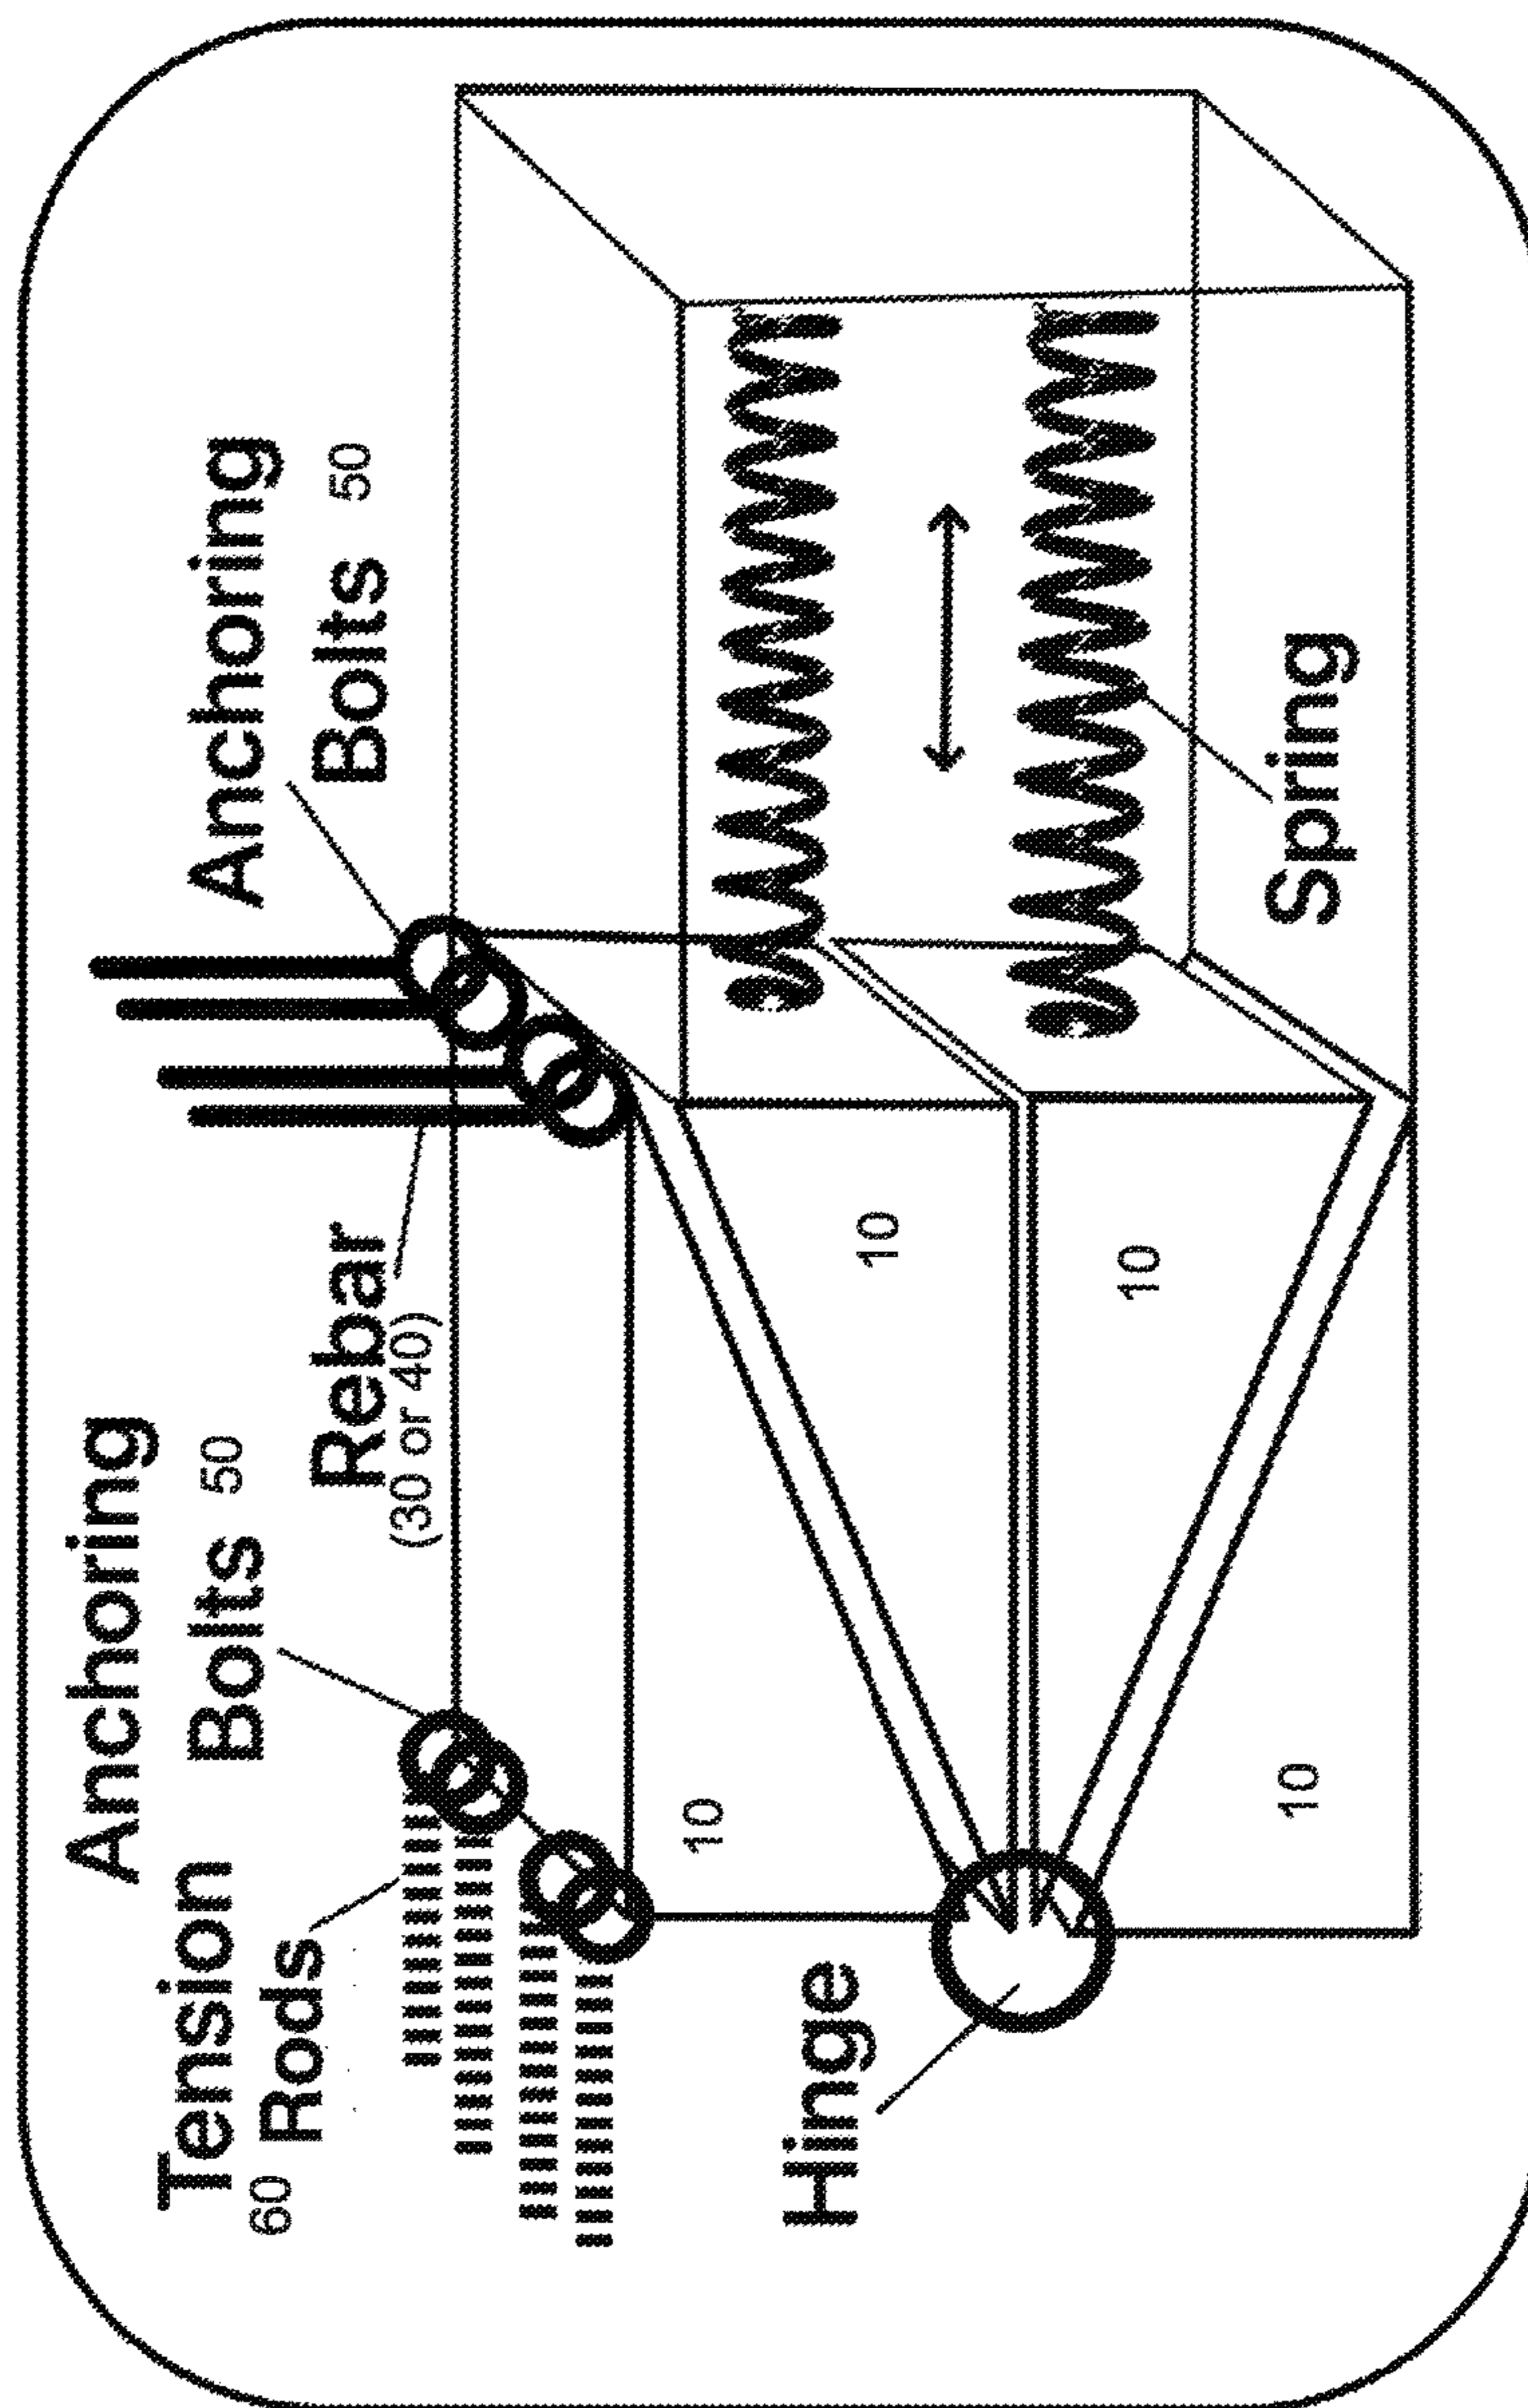 Anchoring
Bolts 50
Anchoring
Bolts 50
Tension
60 Rods
Rebar
(30 or 40)
10
10
10
10
Hinge
Spring